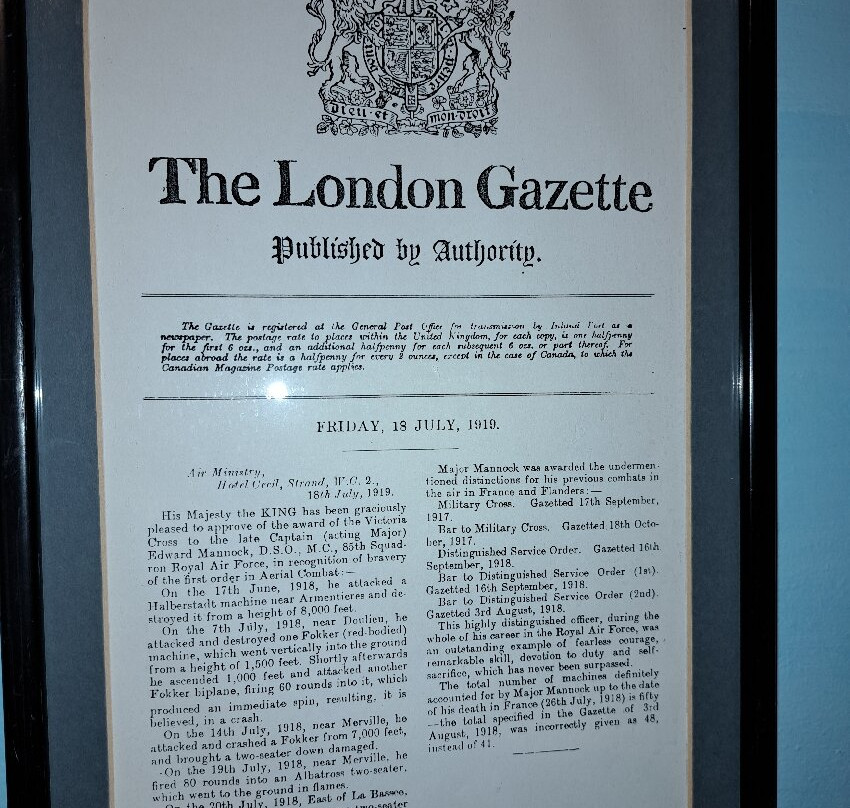 DIEU·ET MON·DROIT
The London Gazette
Published by Authority.
The Gazette is registered at the General Post Office for transmission by Inland Post as a
newspaper. The postage rate to places within the United Kingdom, for each copy, is one halfpenny
for the first 6 ozs., and an additional halfpenny for each subsequent 6 ozs. or part thereof. For
places abroad the rate is a halfpenny for every 2 ounces, except in the case of Canada, to which the
Canadian Magazine Postage rate applies.
FRIDAY, 18 JULY, 1919.
Air Ministry,
Hotel Cecil, Strand, W.C. 2.,
18th July, 1919.
His Majesty the KING has been graciously
pleased to approve of the award of the Victoria
Cross to the late Captain (acting Major)
Edward Mannock, D.S.O., M.C., 85th Squad-
ron Royal Air Force, in recognition of bravery
of the first order in Aerial Combat:—
On the 17th June, 1918, he attacked a
Halberstadt machine near Armentieres and de-
stroyed it from a height of 8,000 feet.
On the 7th July, 1918, near Doulieu, he
attacked and destroyed one Fokker (red-bodied)
machine, which went vertically into the ground
from a height of 1,500 feet. Shortly afterwards
he ascended 1,000 feet and attacked another
Fokker biplane, firing 60 rounds into it, which
produced an immediate spin, resulting, it is
believed, in a crash.
On the 14th July, 1918, near Merville, he
attacked and crashed a Fokker from 7,000 feet,
and brought a two-seater down damaged.
On the 19th July, 1918, near Merville, he
fired 80 rounds into an Albatross two-seater,
which went to the ground in flames.
On the 20th July, 1918, East of La Bassee,
two-seater
Major Mannock was awarded the undermen-
tioned distinctions for his previous combats in
the air in France and Flanders:—
Military Cross. Gazetted 17th September,
1917.
Bar to Military Cross. Gazetted 18th Octo-
ber, 1917.
Distinguished Service Order. Gazetted 16th
September, 1918.
Bar to Distinguished Service Order (1st).
Gazetted 16th September, 1918.
Bar to Distinguished Service Order (2nd).
Gazetted 3rd August, 1918.
This highly distinguished officer, during the
whole of his career in the Royal Air Force, was
an outstanding example of fearless courage,
remarkable skill, devotion to duty and self-
sacrifice, which has never been surpassed.
The total number of machines definitely
accounted for by Major Mannock up to the date
of his death in France (26th July, 1918) is fifty
—the total specified in the Gazette of 3rd
August, 1918, was incorrectly given as 48,
instead of 41.